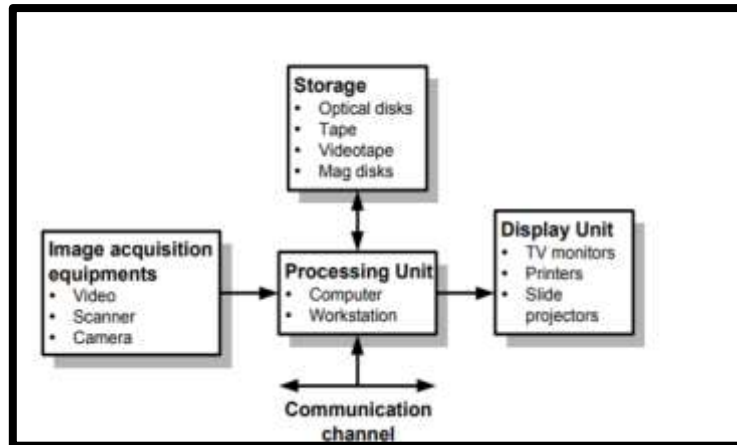 Storage
• Optical disks
• Tape
• Videotape
• Mag disks
Image acquisition
equipments
• Video
• Scanner
• Camera
Processing Unit
• Computer
• Workstation
Display Unit
• TV monitors
• Printers
• Slide
projectors
Communication
channel